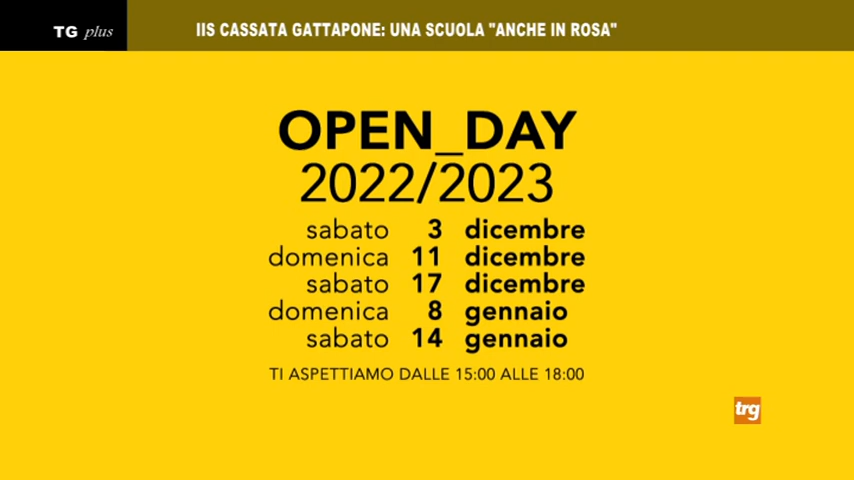 TG plus
IIS CASSATA GATTAPONE: UNA SCUOLA "ANCHE IN ROSA"
OPEN_DAY
2022/2023
sabato 3 dicembre
domenica 11 dicembre
sabato 17 dicembre
domenica 8 gennaio
sabato 14 gennaio
TI ASPETTIAMO DALLE 15:00 ALLE 18:00
trg